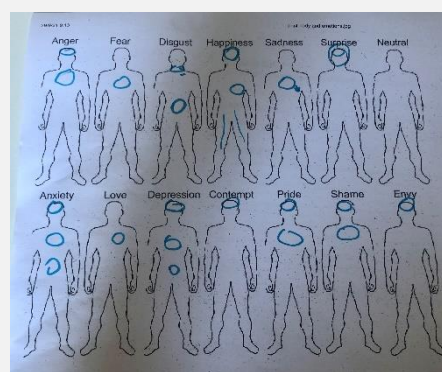 Anger Fear Disgust Happiness Sadness Surprise Neutral
Anxiety Love Depression Contempt Pride Shame Envy